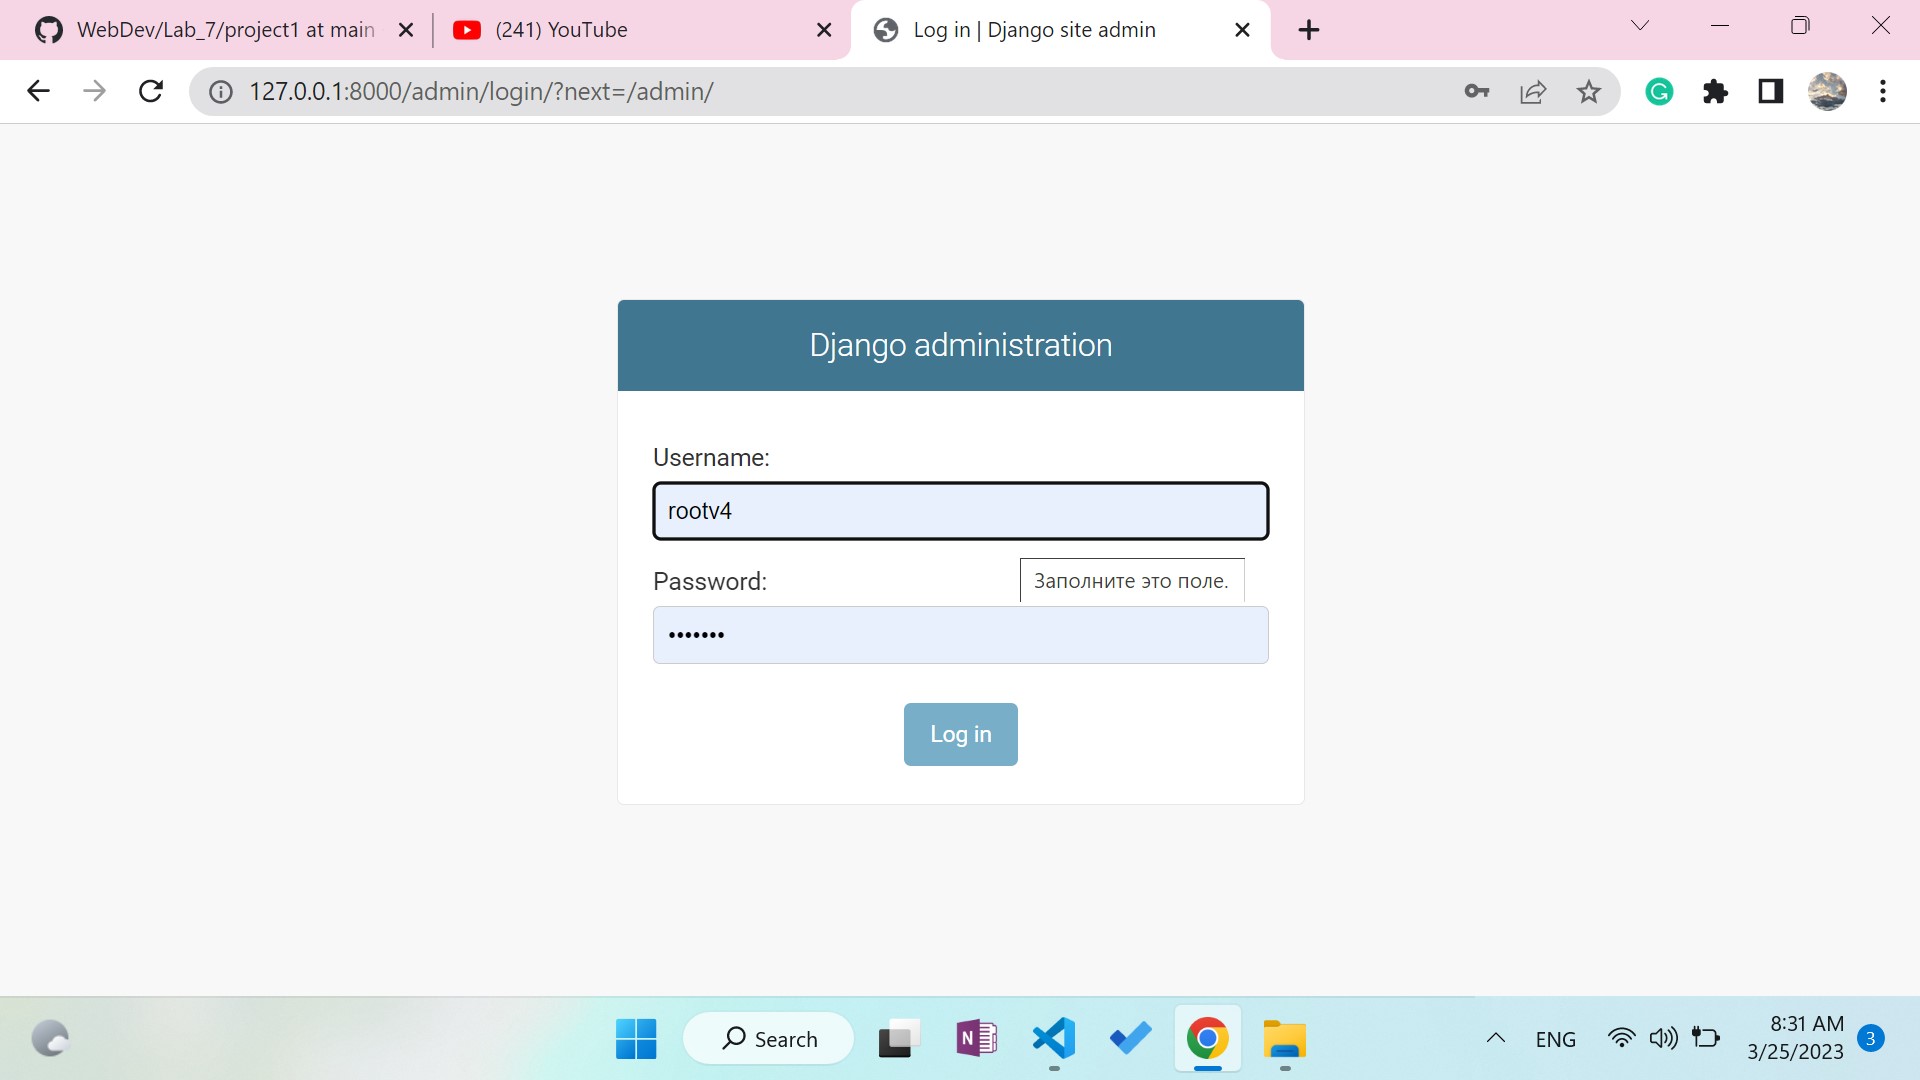 WebDev/Lab_7/project1 at main
(241) YouTube
Log in | Django site admin
127.0.0.1:8000/admin/login/?next=/admin/
Django administration
Username:
rootv4
Password:
Заполните это поле.
•••••••
Log in
Search
N
ENG
8:31 AM
3/25/2023
3